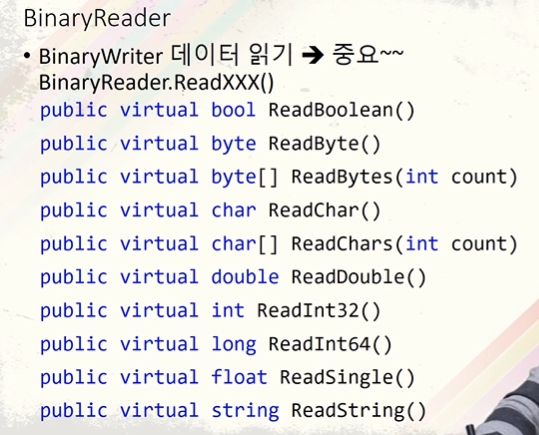 BinaryReader
• BinaryWriter 데이터 읽기 ➔ 중요~~
BinaryReader.ReadXXX()
public virtual bool ReadBoolean()
public virtual byte ReadByte()
public virtual byte[] ReadBytes(int count)
public virtual char ReadChar()
public virtual char[] ReadChars(int count)
public virtual double ReadDouble()
public virtual int ReadInt32()
public virtual long ReadInt64()
public virtual float ReadSingle()
public virtual string ReadString()